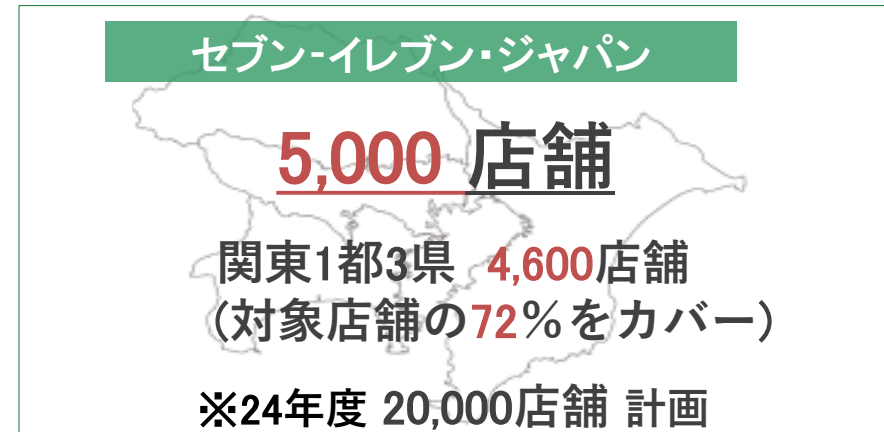 セブン-イレブン・ジャパン
5,000 店舗
関東1都3県 4,600店舗
(対象店舗の72%をカバー)
※24年度 20,000店舗 計画